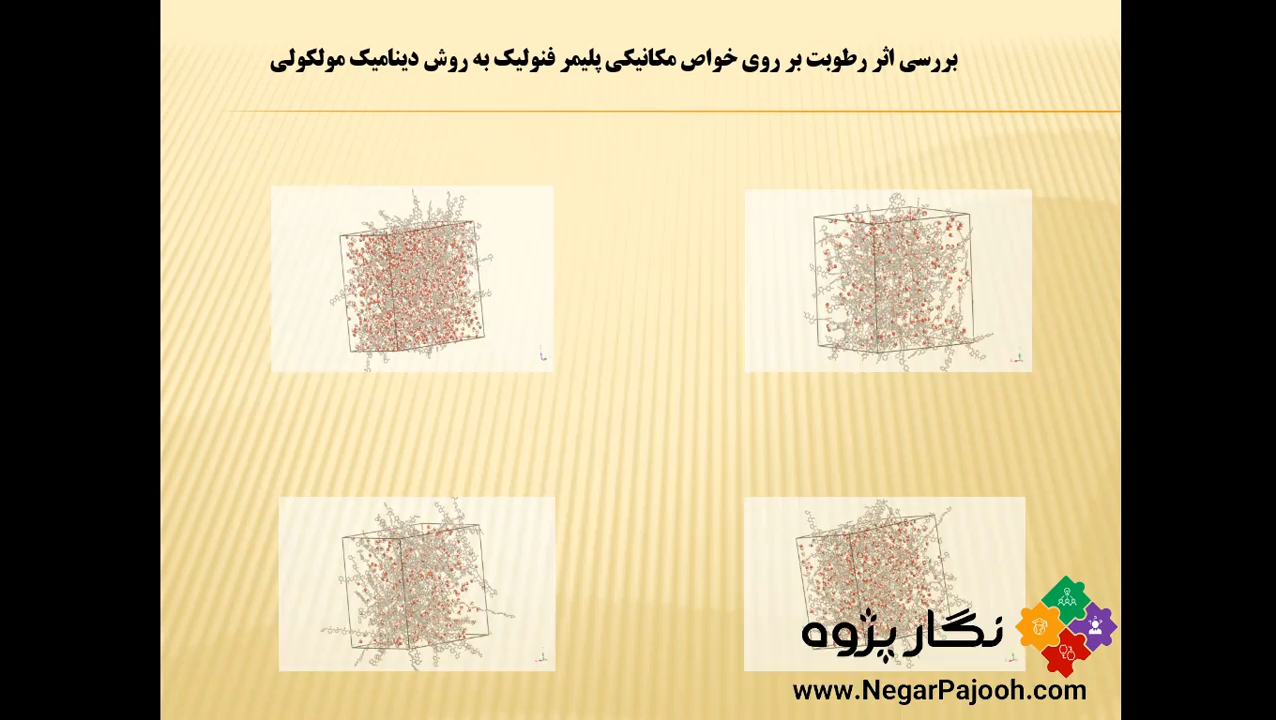 بررسی اثر رطوبت بر روی خواص مکانیکی پلیمر فنولیک به روش دینامیک مولکولی
نگار پژوه
www.NegarPajooh.com